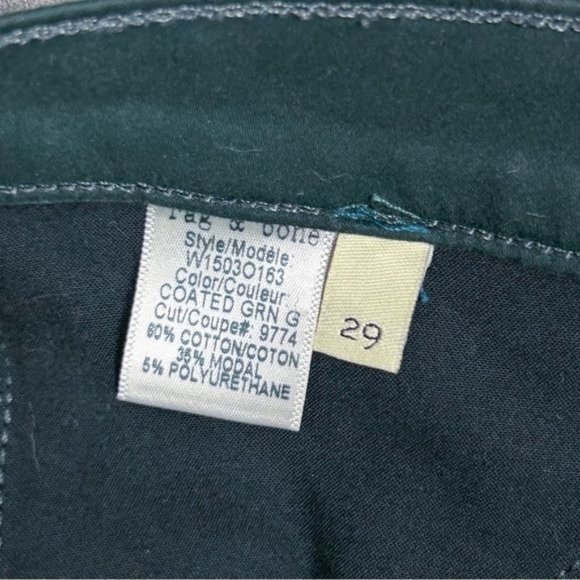 rag & bone
Style/Modèle:
W1503O163
Color/Couleur:
COATED GRN G
Cut/Coupe#: 9774
60% COTTON/COTON
35% MODAL
5% POLYURETHANE
29